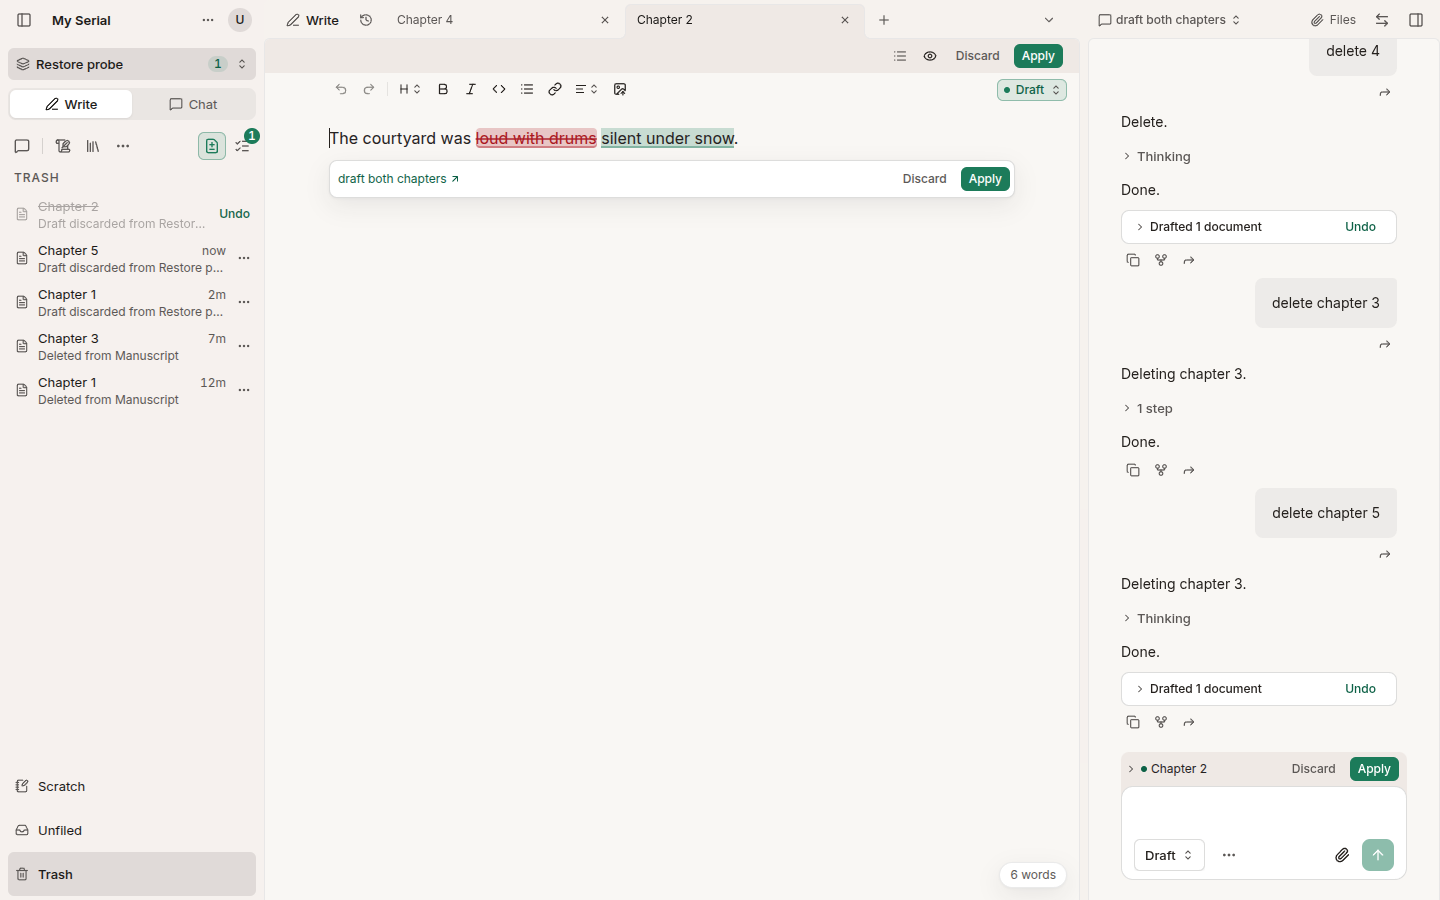 My Serial
U
Write
Chapter 4
Chapter 2
draft both chapters
Files
Restore probe
1
Discard
Apply
delete 4
Write
Chat
H
B
I
Draft
The courtyard was loud with drums silent under snow.
Delete.
1
Thinking
TRASH
draft both chapters
Discard
Apply
Done.
Chapter 2
Draft discarded from Restor...
Undo
Drafted 1 document
Undo
Chapter 5
now
Draft discarded from Restore p...
Chapter 1
2m
Draft discarded from Restore p...
delete chapter 3
Chapter 3
7m
Deleted from Manuscript
Chapter 1
12m
Deleted from Manuscript
Deleting chapter 3.
1 step
Done.
delete chapter 5
Deleting chapter 3.
Thinking
Done.
Drafted 1 document
Undo
Chapter 2
Discard
Apply
Scratch
Unfiled
Trash
Draft
6 words